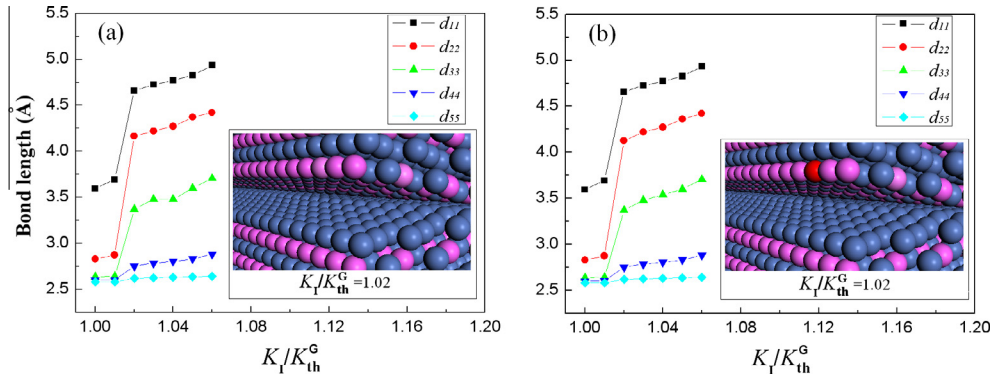 (a)
5.5
5.0
4.5
4.0
3.5
3.0
2.5
Bond length (Å)
d11
d22
d33
d44
d55
KI/KthG =1.02
1.00 1.04 1.08 1.12 1.16 1.20
KI/KthG
(b)
5.5
5.0
4.5
4.0
3.5
3.0
2.5
d11
d22
d33
d44
d55
KI/KthG =1.02
1.00 1.04 1.08 1.12 1.16 1.20
KI/KthG